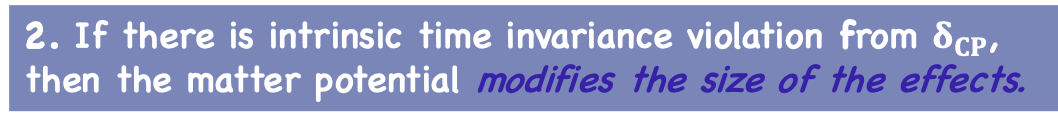 2. If there is intrinsic time invariance violation from δ_CP,
then the matter potential modifies the size of the effects.